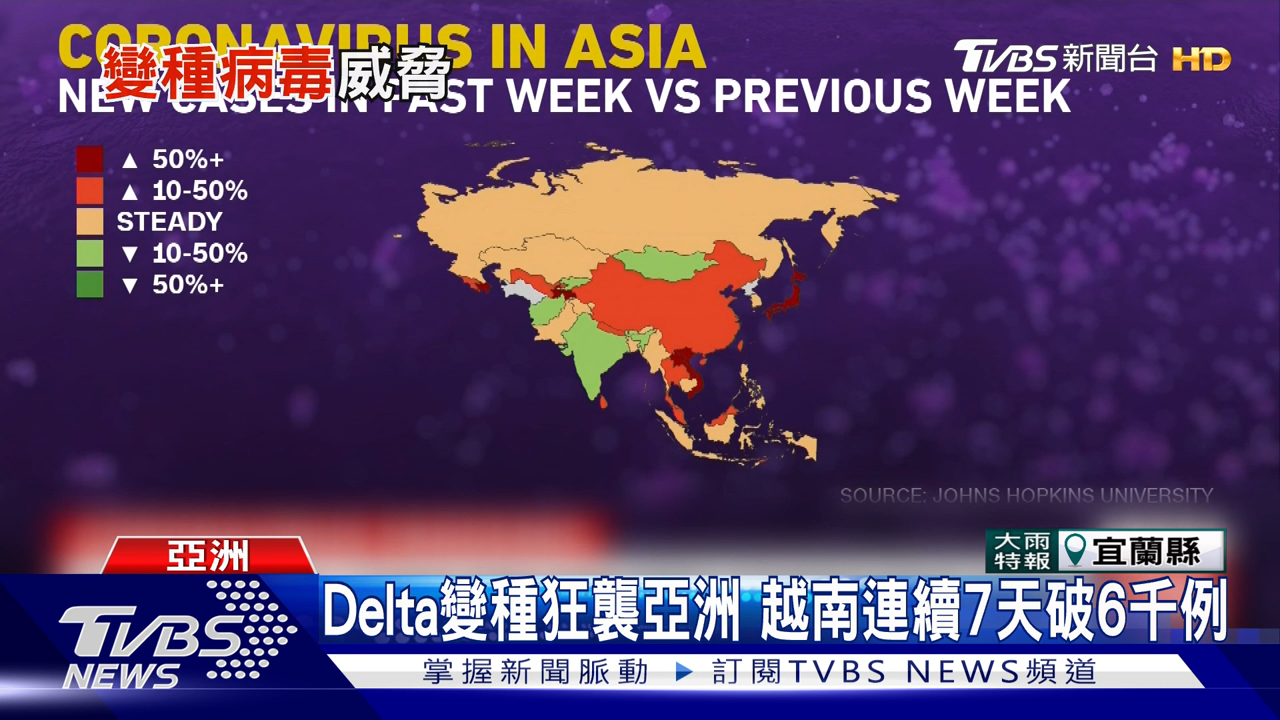 CORONAVIRUS IN ASIA
變種病毒威脅
NEW CASES IN PAST WEEK VS PREVIOUS WEEK
TVBS新聞台 HD
▲ 50%+
▲ 10-50%
STEADY
▼ 10-50%
▼ 50%+
SOURCE: JOHNS HOPKINS UNIVERSITY
亞洲
大雨特報
宜蘭縣
Delta變種狂襲亞洲 越南連續7天破6千例
TVBS NEWS
掌握新聞脈動 ▶ 訂閱TVBS NEWS頻道